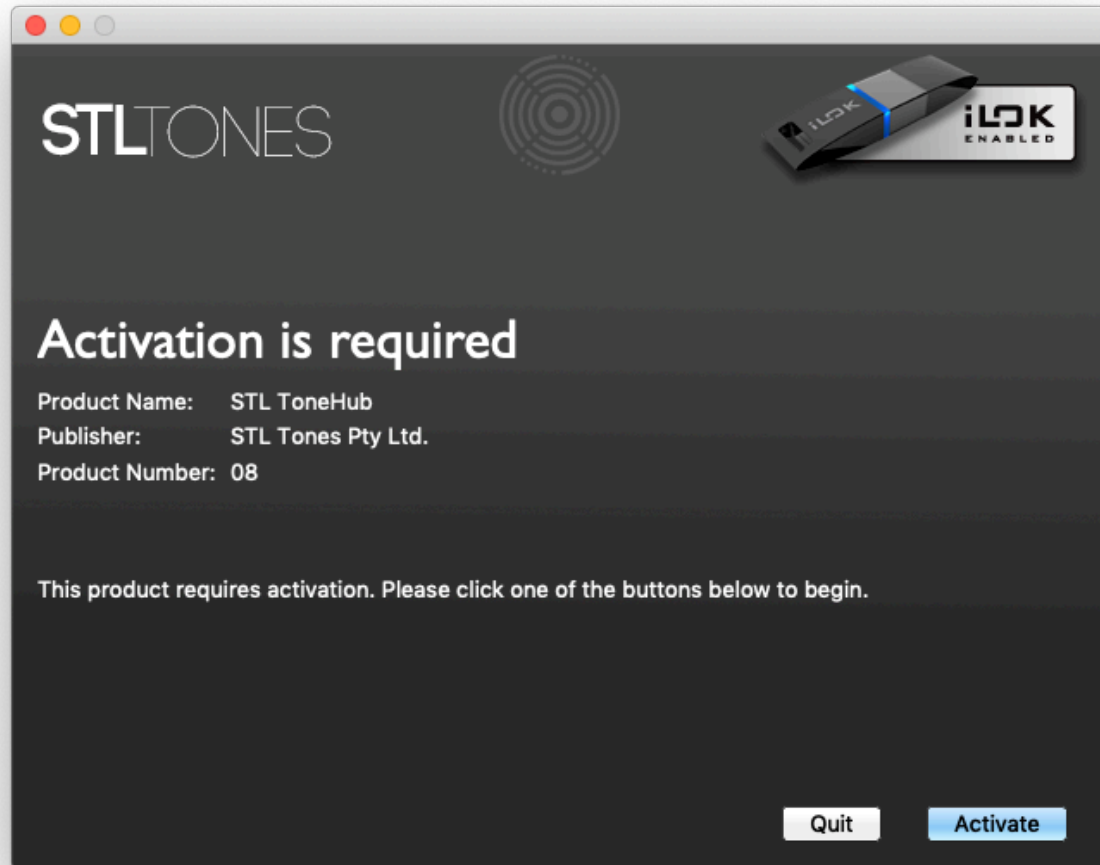 STLTONES
iLOK
iLOK
ENABLED
Activation is required
Product Name: STL ToneHub
Publisher: STL Tones Pty Ltd.
Product Number: 08
This product requires activation. Please click one of the buttons below to begin.
Quit Activate